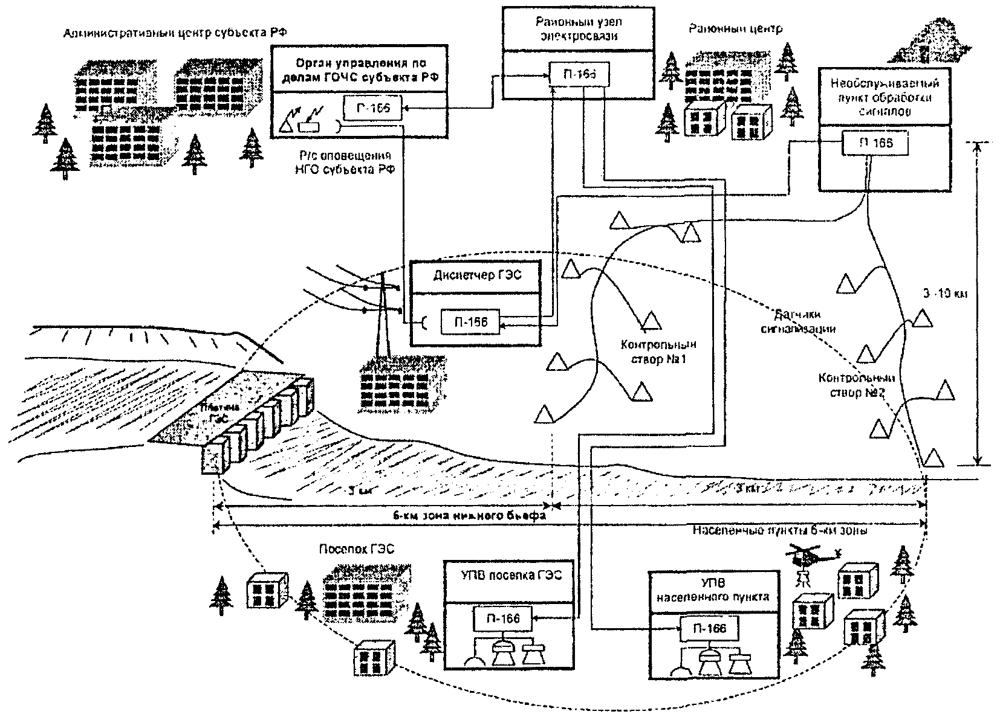 Административный центр субъекта РФ
Орган управления по
делам ГОЧС субъекта РФ
П-166
Р/с оповещения
НГО субъекта РФ
Районный узел
электросвязи
П-166
Районный центр
Необслуживаемый
пункт обработки
сигналов
П-166
Диспетчер ГЭС
П-166
3 -10 км
Датчики
сигнализации
Контрольный
створ №1
Контрольный
створ №2
Плотина
ГЭС
3 км
3 км
6-км зона нижнего бьефа
Населенные пункты 6-км зоны
Поселок ГЭС
УПВ поселка ГЭС
П-166
УПВ
населенного пункта
П-166